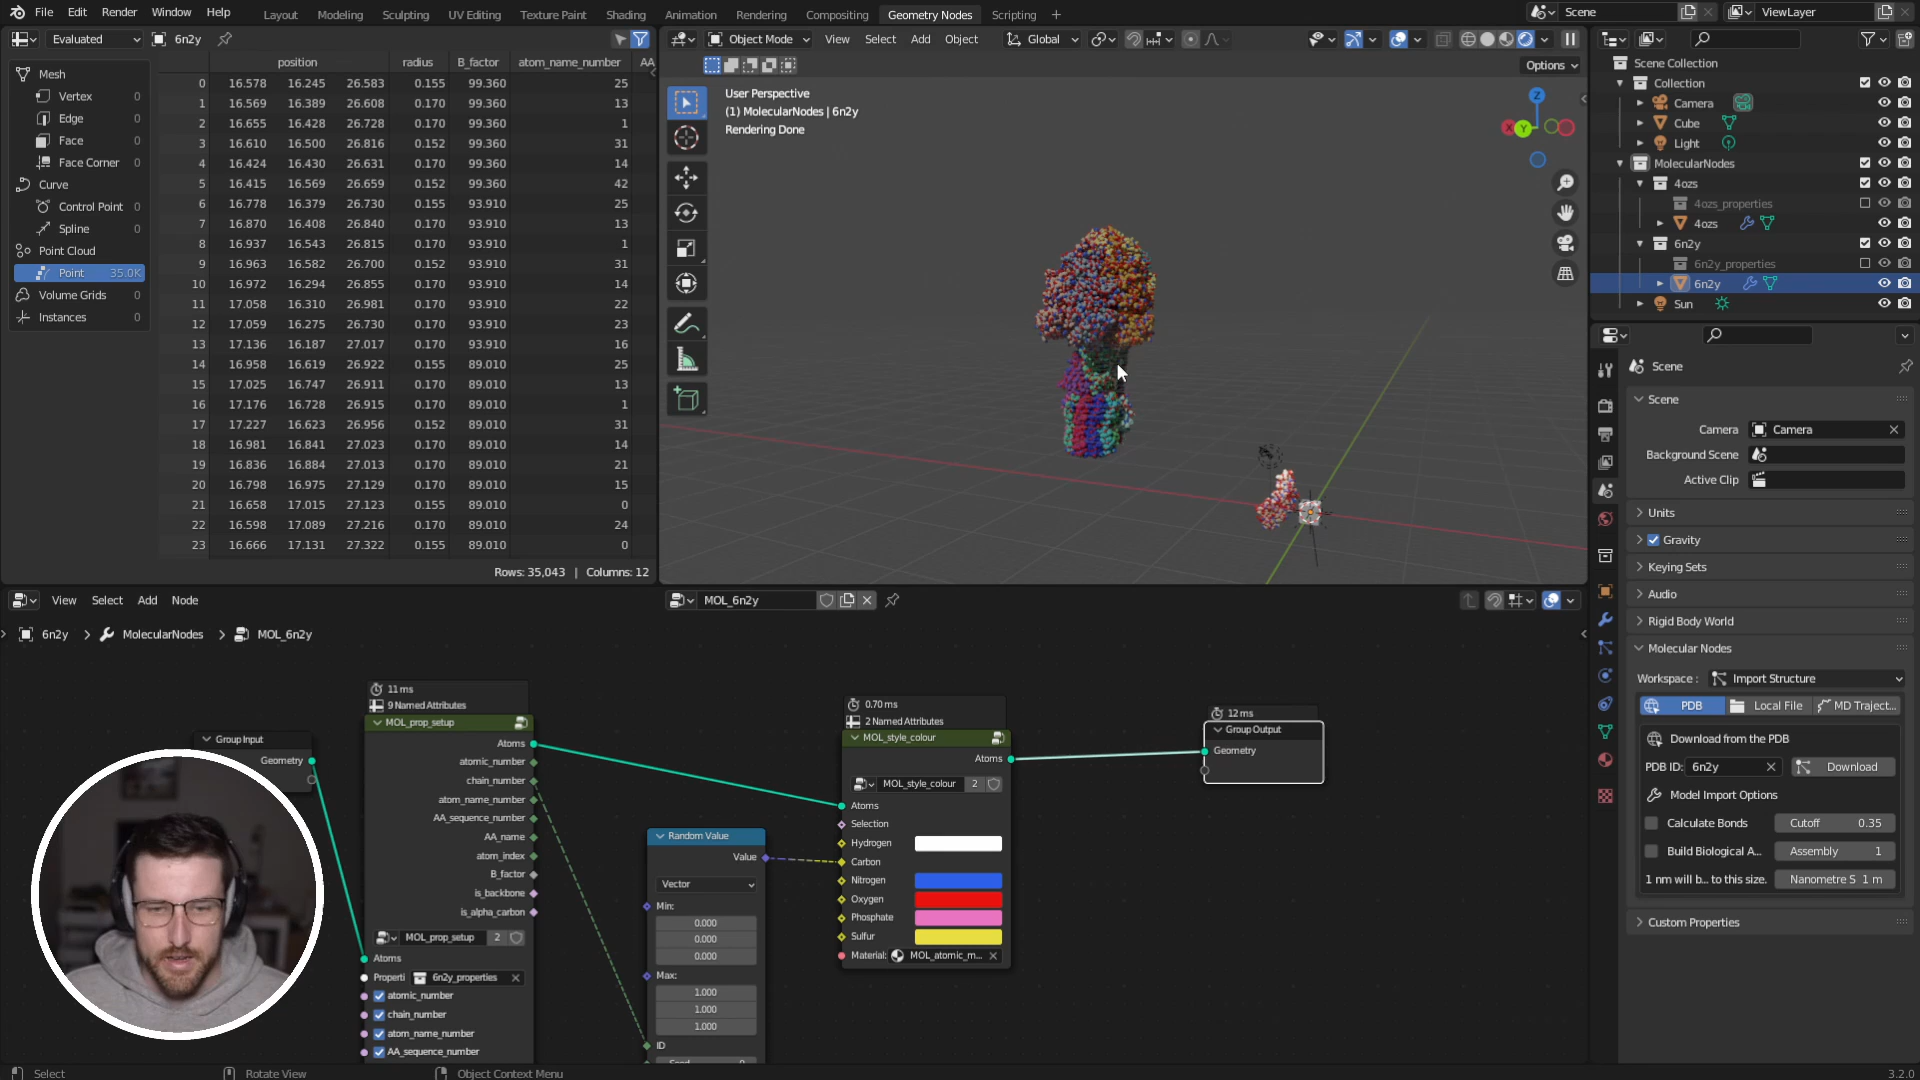 File Edit Render Window Help Layout Modeling Sculpting UV Editing Texture Paint Shading Animation Rendering Compositing Geometry Nodes Scripting + Scene ViewLayer
Evaluated 6n2y
Object Mode View Select Add Object Global
Options
Mesh
Vertex 0
Edge 0
Face 0
Face Corner 0
Curve
Control Point 0
Spline 0
Point Cloud
Point 35.0K
Volume Grids 0
Instances 0
position radius B_factor atom_name_number AA
0 16.578 16.245 26.583 0.155 99.360 25
1 16.569 16.389 26.608 0.170 99.360 13
2 16.655 16.428 26.728 0.170 99.360 1
3 16.610 16.500 26.816 0.152 99.360 31
4 16.424 16.430 26.631 0.170 99.360 14
5 16.415 16.569 26.659 0.152 99.360 42
6 16.778 16.379 26.730 0.155 93.910 25
7 16.870 16.408 26.840 0.170 93.910 13
8 16.937 16.543 26.815 0.170 93.910 1
9 16.963 16.582 26.700 0.152 93.910 31
10 16.972 16.294 26.855 0.170 93.910 14
11 17.058 16.310 26.981 0.170 93.910 22
12 17.059 16.275 26.730 0.170 93.910 23
13 17.136 16.187 27.017 0.170 93.910 16
14 16.958 16.619 26.922 0.155 89.010 25
15 17.025 16.747 26.911 0.170 89.010 13
16 17.176 16.728 26.915 0.170 89.010 1
17 17.227 16.623 26.956 0.152 89.010 31
18 16.981 16.841 27.023 0.170 89.010 14
19 16.836 16.884 27.013 0.170 89.010 21
20 16.798 16.975 27.129 0.170 89.010 15
21 16.658 17.015 27.123 0.155 89.010 0
22 16.598 17.089 27.216 0.170 89.010 24
23 16.666 17.131 27.322 0.155 89.010 0
Rows: 35,043 | Columns: 12
User Perspective
(1) MolecularNodes | 6n2y
Rendering Done
Z
X
Y
Scene Collection
Collection
Camera
Cube
Light
MolecularNodes
4ozs
4ozs_properties
4ozs
6n2y
6n2y_properties
6n2y
Sun
Scene
Scene
Camera Camera
Background Scene
Active Clip
Units
Gravity
Keying Sets
Audio
Rigid Body World
Molecular Nodes
Workspace : Import Structure
PDB Local File MD Traject...
Download from the PDB
PDB ID: 6n2y Download
Model Import Options
Calculate Bonds Cutoff 0.35
Build Biological A... Assembly 1
1 nm will b... to this size. Nanometre S 1 m
Custom Properties
View Select Add Node MOL_6n2y
6n2y > MolecularNodes > MOL_6n2y
Group Input
Geometry
11 ms
9 Named Attributes
MOL_prop_setup
Atoms
atomic_number
chain_number
atom_name_number
AA_sequence_number
AA_name
atom_index
B_factor
is_backbone
is_alpha_carbon
MOL_prop_setup 2
Atoms
Properti 6n2y_properties
atomic_number
chain_number
atom_name_number
AA_sequence_number
Random Value
Value
Vector
Min:
0.000
0.000
0.000
Max:
1.000
1.000
1.000
ID
0.70 ms
2 Named Attributes
MOL_style_colour
Atoms
MOL_style_colour 2
Atoms
Selection
Hydrogen
Carbon
Nitrogen
Oxygen
Phosphate
Sulfur
Material: MOL_atomic_m...
12 ms
Group Output
Geometry
Select Rotate View Object Context Menu 3.2.0